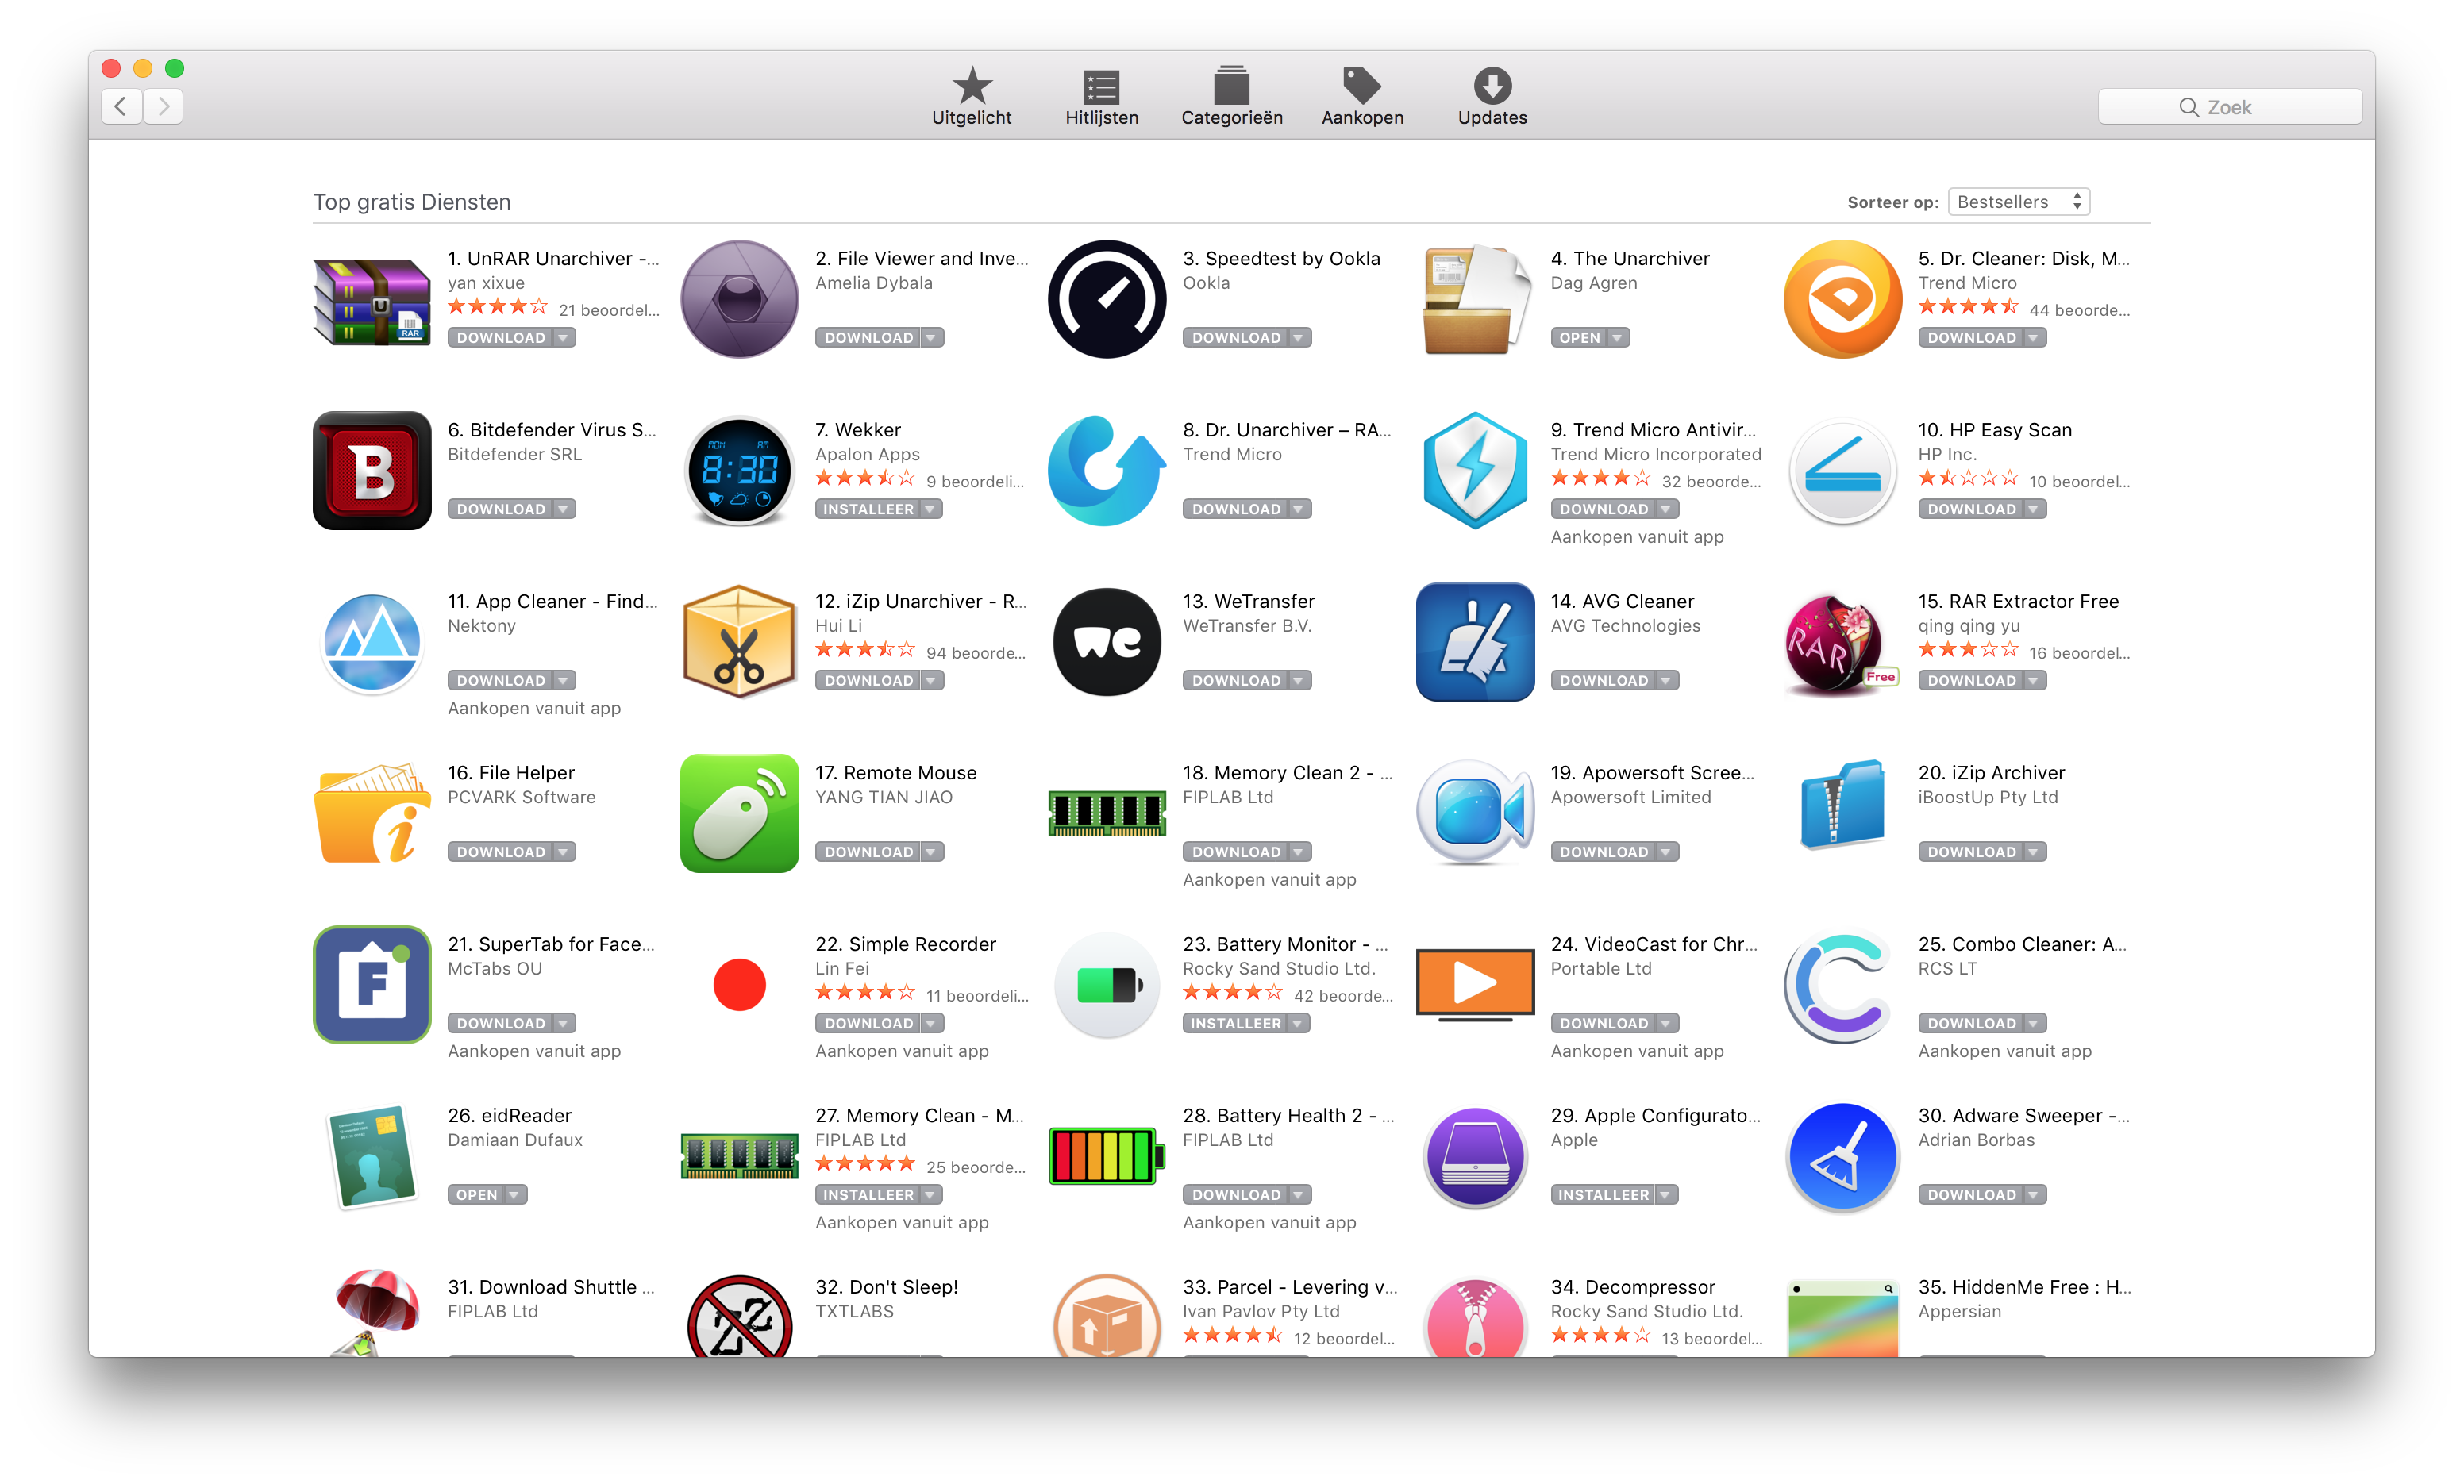 Uitgelicht
Hitlijsten
Categorieën
Aankopen
Updates
Zoek
Top gratis Diensten
Sorteer op:
Bestsellers
1. UnRAR Unarchiver -...
yan xixue
21 beoordel...
DOWNLOAD
RAR
2. File Viewer and Inve...
Amelia Dybala
DOWNLOAD
3. Speedtest by Ookla
Ookla
DOWNLOAD
4. The Unarchiver
Dag Agren
OPEN
5. Dr. Cleaner: Disk, M...
Trend Micro
44 beoorde...
DOWNLOAD
B
6. Bitdefender Virus S...
Bitdefender SRL
DOWNLOAD
MON AM
8:30
7. Wekker
Apalon Apps
9 beoordeli...
INSTALLEER
8. Dr. Unarchiver – RA...
Trend Micro
DOWNLOAD
9. Trend Micro Antivir...
Trend Micro Incorporated
32 beoorde...
DOWNLOAD
Aankopen vanuit app
10. HP Easy Scan
HP Inc.
10 beoordel...
DOWNLOAD
11. App Cleaner - Find...
Nektony
DOWNLOAD
Aankopen vanuit app
12. iZip Unarchiver - R...
Hui Li
94 beoorde...
DOWNLOAD
we
13. WeTransfer
WeTransfer B.V.
DOWNLOAD
14. AVG Cleaner
AVG Technologies
DOWNLOAD
RAR
Free
15. RAR Extractor Free
qing qing yu
16 beoordel...
DOWNLOAD
i
16. File Helper
PCVARK Software
DOWNLOAD
17. Remote Mouse
YANG TIAN JIAO
DOWNLOAD
18. Memory Clean 2 - ...
FIPLAB Ltd
DOWNLOAD
Aankopen vanuit app
19. Apowersoft Scree...
Apowersoft Limited
DOWNLOAD
20. iZip Archiver
iBoostUp Pty Ltd
DOWNLOAD
F
21. SuperTab for Face...
McTabs OU
DOWNLOAD
Aankopen vanuit app
22. Simple Recorder
Lin Fei
11 beoordeli...
DOWNLOAD
Aankopen vanuit app
23. Battery Monitor - ...
Rocky Sand Studio Ltd.
42 beoorde...
INSTALLEER
24. VideoCast for Chr...
Portable Ltd
DOWNLOAD
Aankopen vanuit app
25. Combo Cleaner: A...
RCS LT
DOWNLOAD
Aankopen vanuit app
26. eidReader
Damiaan Dufaux
OPEN
27. Memory Clean - M...
FIPLAB Ltd
25 beoorde...
INSTALLEER
Aankopen vanuit app
28. Battery Health 2 - ...
FIPLAB Ltd
DOWNLOAD
Aankopen vanuit app
29. Apple Configurato...
Apple
INSTALLEER
30. Adware Sweeper -...
Adrian Borbas
DOWNLOAD
31. Download Shuttle ...
FIPLAB Ltd
zzz
32. Don't Sleep!
TXTLABS
33. Parcel - Levering v...
Ivan Pavlov Pty Ltd
12 beoordel...
34. Decompressor
Rocky Sand Studio Ltd.
13 beoordel...
35. HiddenMe Free : H...
Appersian